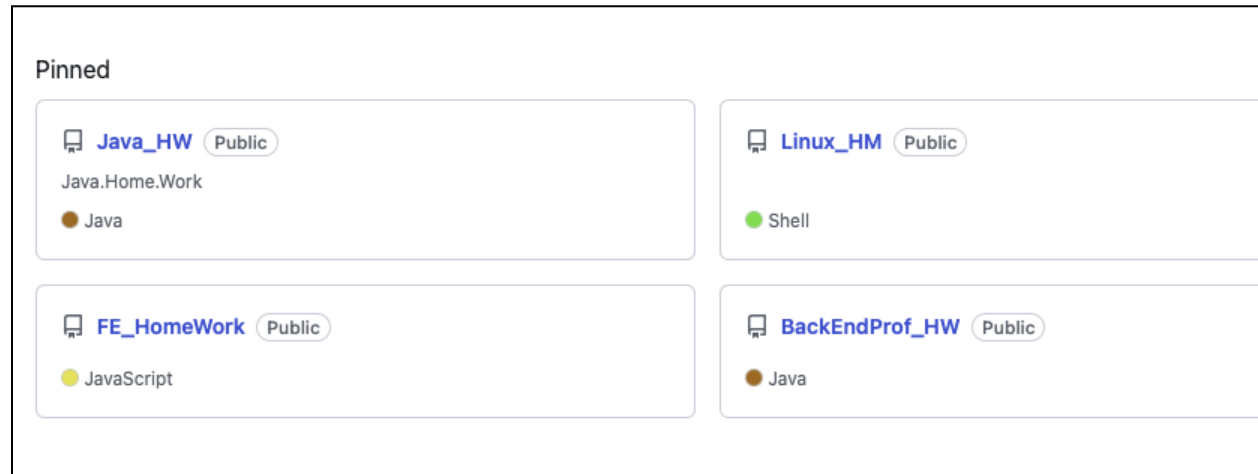 Pinned
Java_HW Public
Java.Home.Work
Java
Linux_HM Public
Shell
FE_HomeWork Public
JavaScript
BackEndProf_HW Public
Java